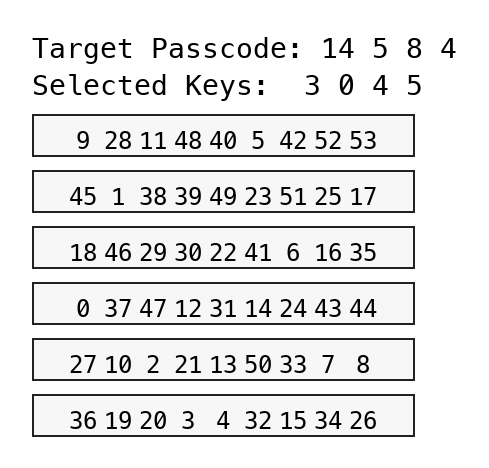 Target Passcode: 14 5 8 4
Selected Keys: 3 0 4 5
9 28 11 48 40 5 42 52 53
45 1 38 39 49 23 51 25 17
18 46 29 30 22 41 6 16 35
0 37 47 12 31 14 24 43 44
27 10 2 21 13 50 33 7 8
36 19 20 3 4 32 15 34 26